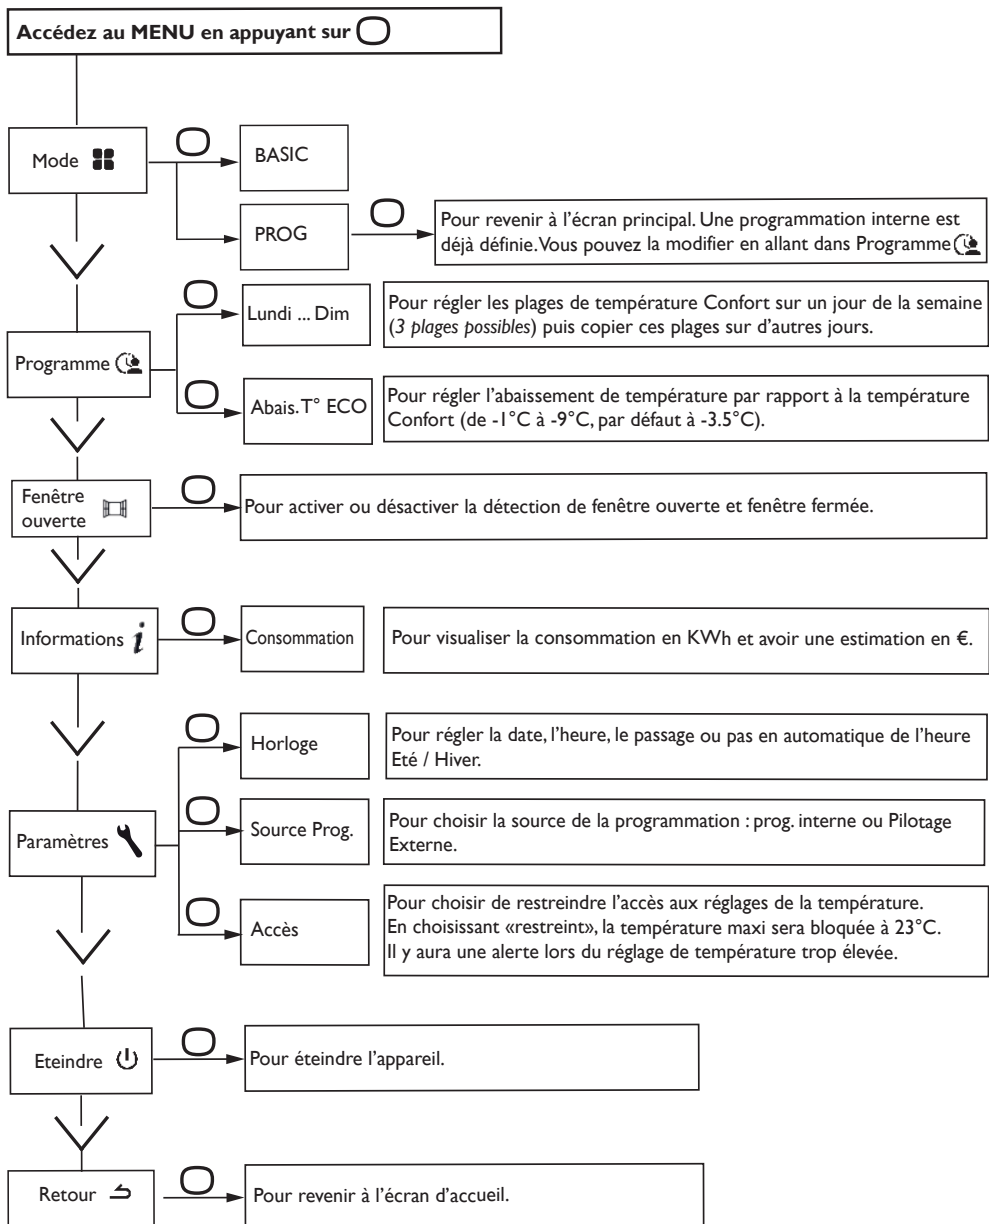 Accédez au MENU en appuyant sur
Mode
BASIC
PROG
Pour revenir à l'écran principal. Une programmation interne est
déjà définie. Vous pouvez la modifier en allant dans Programme
Programme
Lundi ... Dim
Pour régler les plages de température Confort sur un jour de la semaine
(3 plages possibles) puis copier ces plages sur d'autres jours.
Abais. T° ECO
Pour régler l'abaissement de température par rapport à la température
Confort (de -1°C à -9°C, par défaut à -3.5°C).
Fenêtre
ouverte
Pour activer ou désactiver la détection de fenêtre ouverte et fenêtre fermée.
Informations i
Consommation
Pour visualiser la consommation en KWh et avoir une estimation en €.
Paramètres
Horloge
Pour régler la date, l'heure, le passage ou pas en automatique de l'heure
Eté / Hiver.
Source Prog.
Pour choisir la source de la programmation : prog. interne ou Pilotage
Externe.
Accès
Pour choisir de restreindre l'accès aux réglages de la température.
En choisissant «restreint», la température maxi sera bloquée à 23°C.
Il y aura une alerte lors du réglage de température trop élevée.
Eteindre
Pour éteindre l'appareil.
Retour
Pour revenir à l'écran d'accueil.